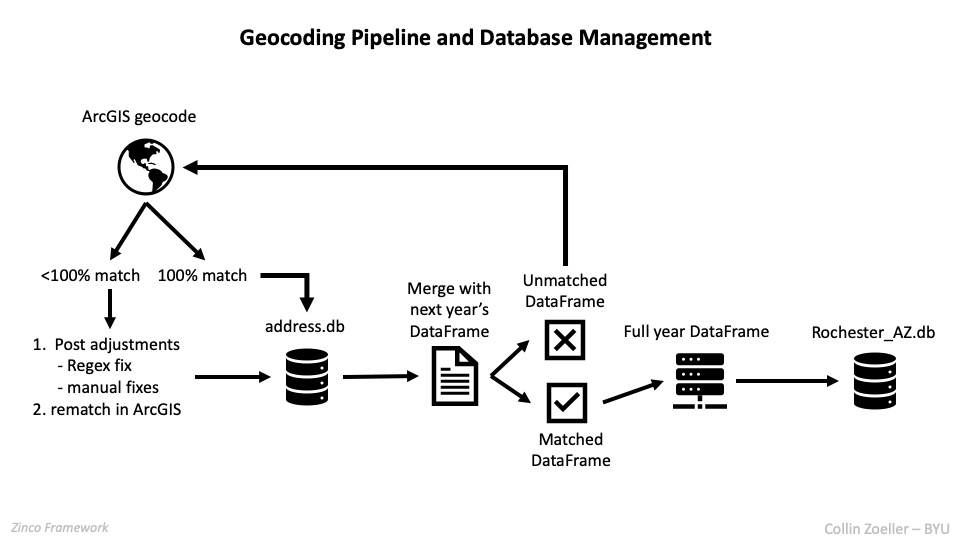 Geocoding Pipeline and Database Management
ArcGIS geocode
<100% match
100% match
1. Post adjustments
- Regex fix
- manual fixes
2. rematch in ArcGIS
address.db
Merge with
next year’s
DataFrame
Unmatched
DataFrame
Matched
DataFrame
Full year DataFrame
Rochester_AZ.db
Zinco Framework
Collin Zoeller – BYU